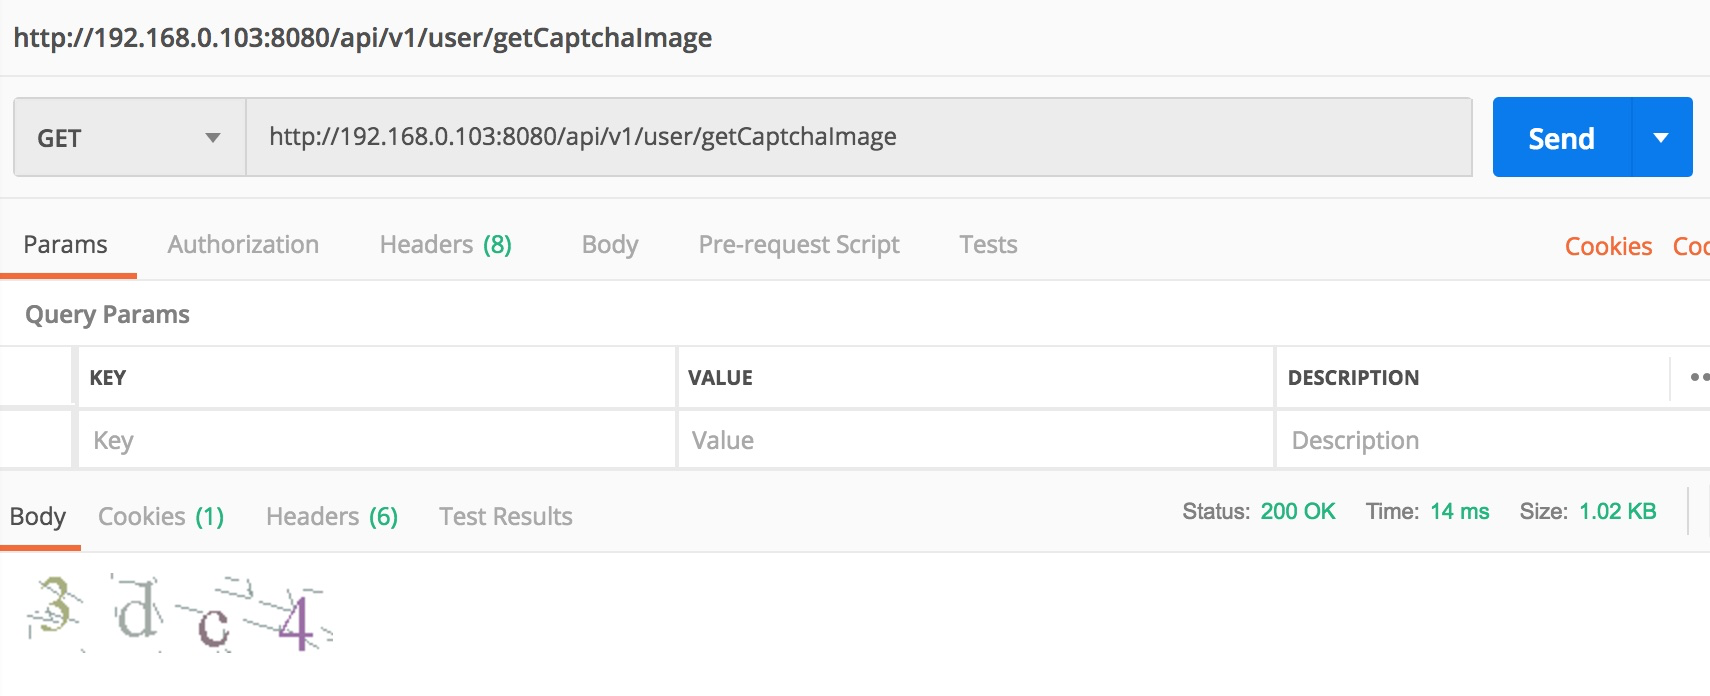 http://192.168.0.103:8080/api/v1/user/getCaptchaImage
GET http://192.168.0.103:8080/api/v1/user/getCaptchaImage Send
Params Authorization Headers (8) Body Pre-request Script Tests Cookies Coo
Query Params
KEY VALUE DESCRIPTION
Key Value Description
Body Cookies (1) Headers (6) Test Results Status: 200 OK Time: 14 ms Size: 1.02 KB
3 d c 4